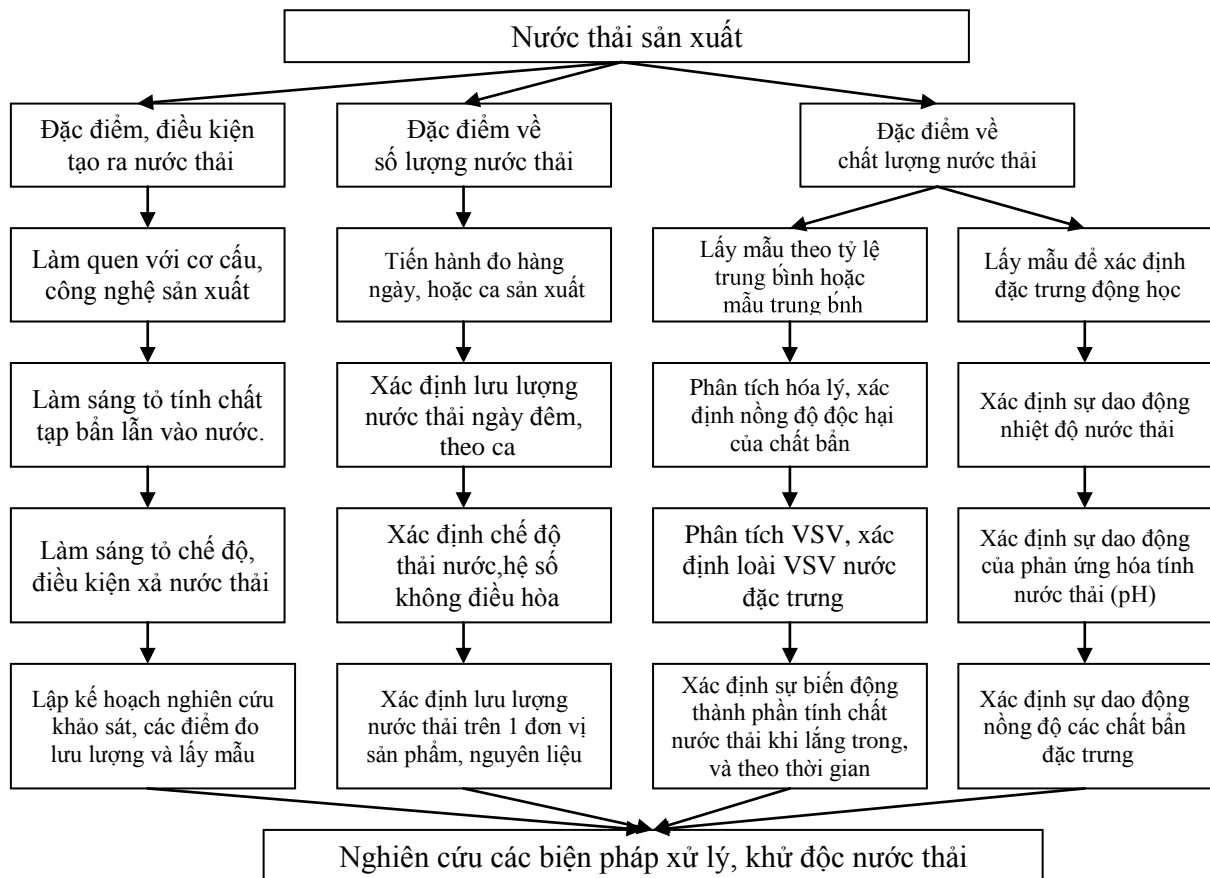 Nước thải sản xuất
Đặc điểm, điều kiện
tạo ra nước thải
Đặc điểm về
số lượng nước thải
Đặc điểm về
chất lượng nước thải
Làm quen với cơ cấu,
công nghệ sản xuất
Tiến hành đo hàng
ngày, hoặc ca sản xuất
Lấy mẫu theo tỷ lệ
trung bình hoặc
mẫu trung bình
Lấy mẫu để xác định
đặc trưng động học
Làm sáng tỏ tính chất
tạp bẩn lẫn vào nước.
Xác định lưu lượng
nước thải ngày đêm,
theo ca
Phân tích hóa lý, xác
định nồng độ độc hại
của chất bẩn
Xác định sự dao động
nhiệt độ nước thải
Làm sáng tỏ chế độ,
điều kiện xả nước thải
Xác định chế độ
thải nước,hệ số
không điều hòa
Phân tích VSV, xác
định loài VSV nước
đặc trưng
Xác định sự dao động
của phản ứng hóa tính
nước thải (pH)
Lập kế hoạch nghiên cứu
khảo sát, các điểm đo
lưu lượng và lấy mẫu
Xác định lưu lượng
nước thải trên 1 đơn vị
sản phẩm, nguyên liệu
Xác định sự biến động
thành phần tính chất
nước thải khi lắng trong,
và theo thời gian
Xác định sự dao động
nồng độ các chất bẩn
đặc trưng
Nghiên cứu các biện pháp xử lý, khử độc nước thải